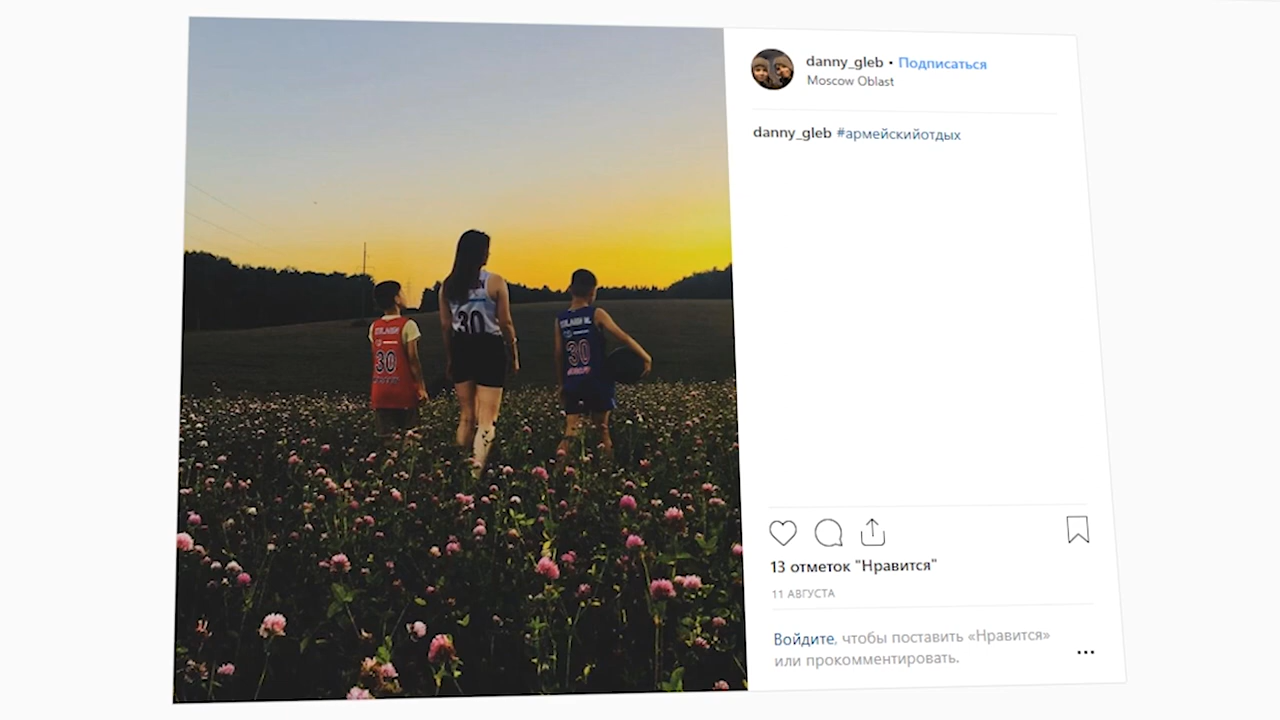 danny_gleb • Подписаться
Moscow Oblast
danny_gleb #армейскийотдых
30
30
30
13 отметок "Нравится"
11 АВГУСТА
Войдите, чтобы поставить «Нравится»
или прокомментировать.